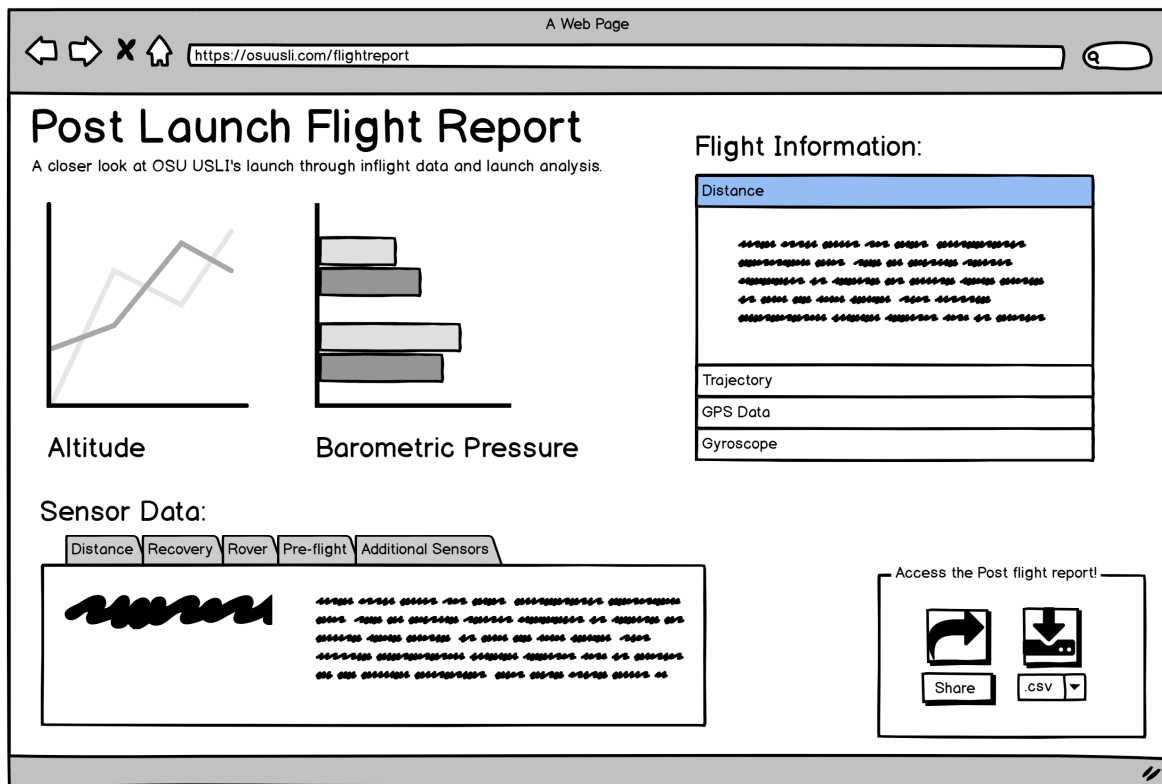 A Web Page
https://osuusli.com/flightreport
Post Launch Flight Report
A closer look at OSU USLI's launch through inflight data and launch analysis.
Altitude
Barometric Pressure
Flight Information:
Distance
Trajectory
GPS Data
Gyroscope
Sensor Data:
Distance Recovery Rover Pre-flight Additional Sensors
Access the Post flight report!
Share
.csv